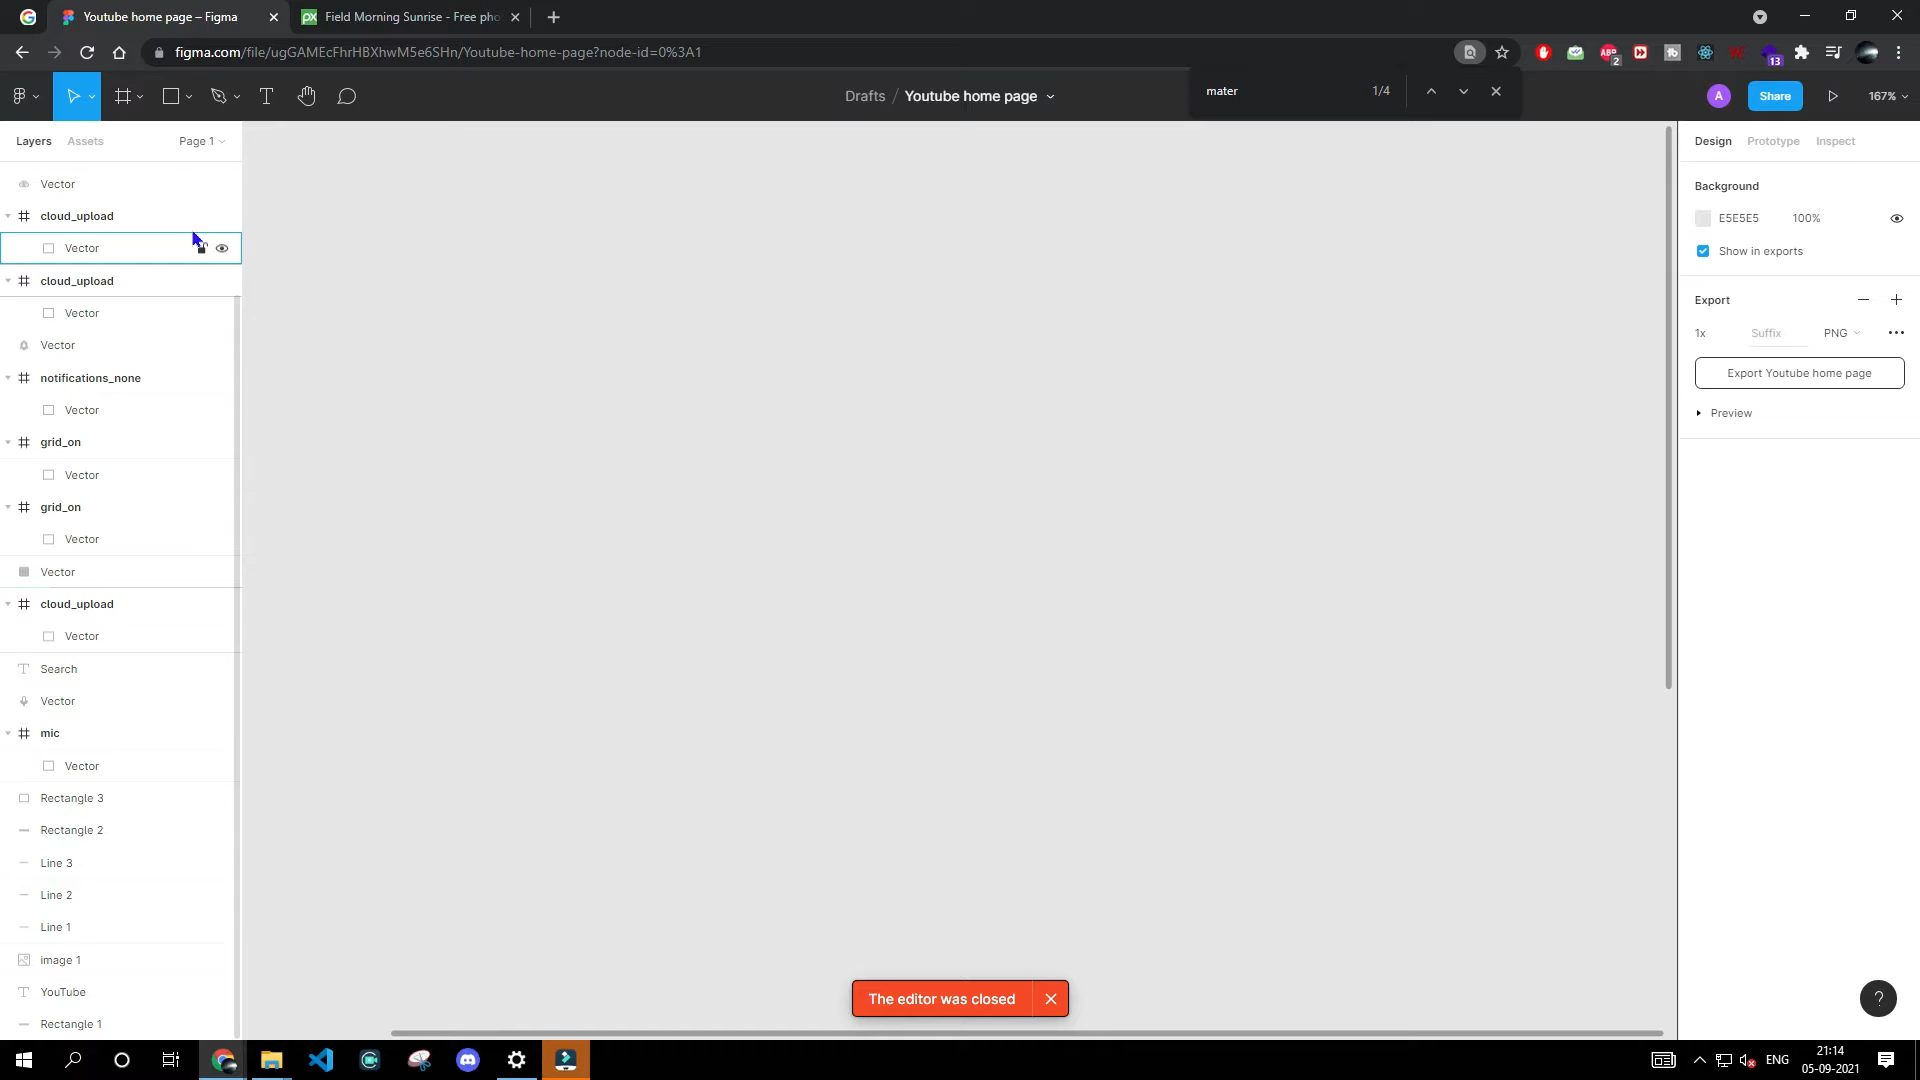 Youtube home page – Figma
Field Morning Sunrise - Free pho
figma.com/file/ugGAMEcFhrHBXhwM5e6SHn/Youtube-home-page?node-id=0%3A1
ABP
2
tb
13
Drafts / Youtube home page
mater
1/4
A
Share
167%
Layers
Assets
Page 1
Design
Prototype
Inspect
Vector
cloud_upload
Vector
cloud_upload
Vector
Vector
notifications_none
Vector
grid_on
Vector
grid_on
Vector
Vector
cloud_upload
Vector
Search
Vector
mic
Vector
Rectangle 3
Rectangle 2
Line 3
Line 2
Line 1
image 1
YouTube
Rectangle 1
Background
E5E5E5 100%
Show in exports
Export
1x Suffix PNG
Export Youtube home page
Preview
The editor was closed
?
ENG
21:14
05-09-2021